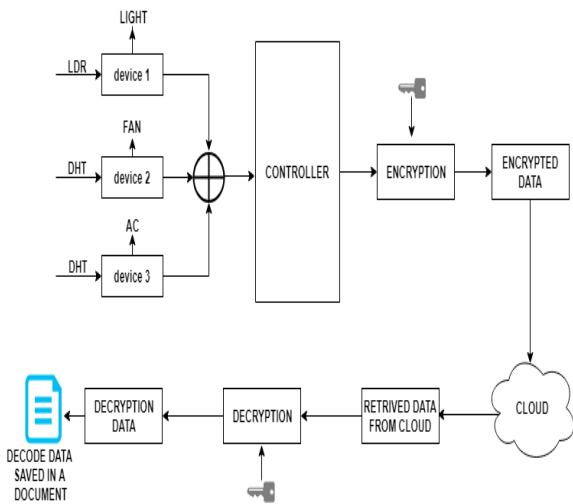 LIGHT
LDR
device 1
FAN
DHT
device 2
AC
DHT
device 3
CONTROLLER
ENCRYPTION
ENCRYPTED
DATA
CLOUD
RETRIVED DATA
FROM CLOUD
DECRYPTION
DECRYPTION
DATA
DECODE DATA
SAVED IN A
DOCUMENT